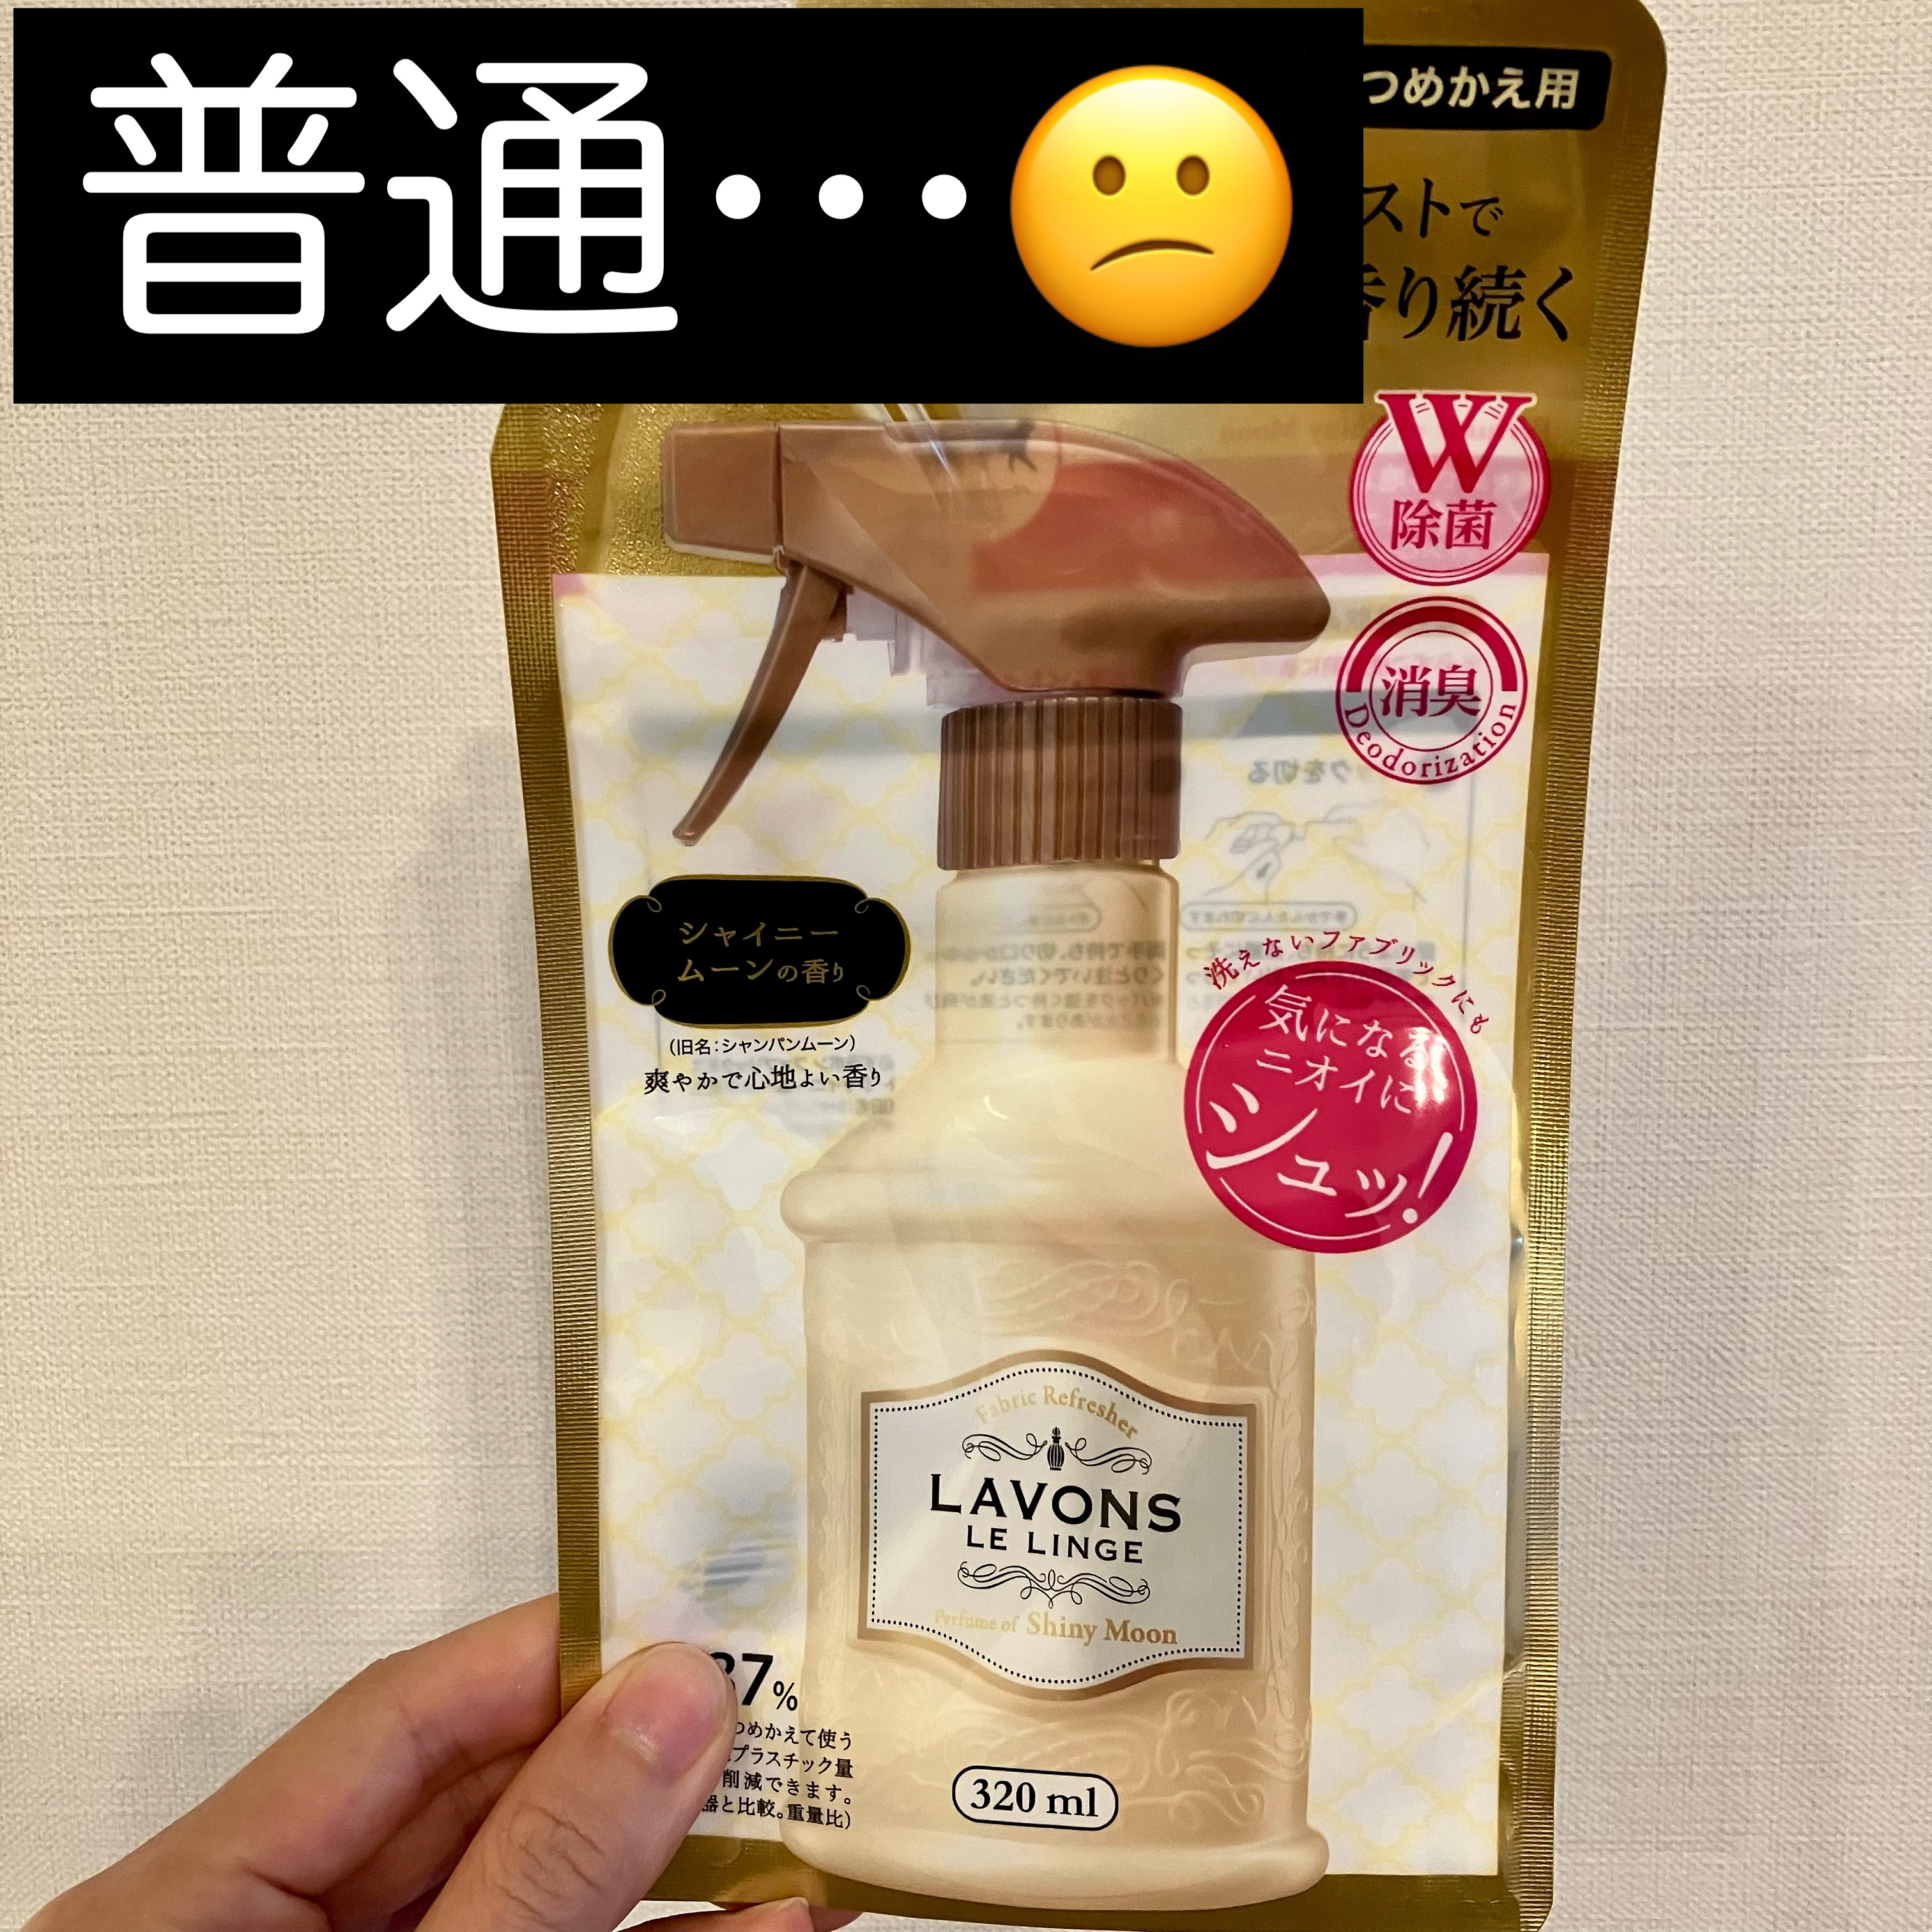 普通…😕
つめかえ用
ストで
香り続く
W
除菌
消臭
Deodorization
シャイニー
ムーンの香り
(旧名:シャンパンムーン)
爽やかで心地よい香り
洗えないファブリックにも
気になる
ニオイに
シュッ!
Fabric Refresher
LAVONS
LE LINGE
Perfume of Shiny Moon
87%
つめかえて使う
プラスチック量
削減できます。
器と比較。重量比)
320 ml